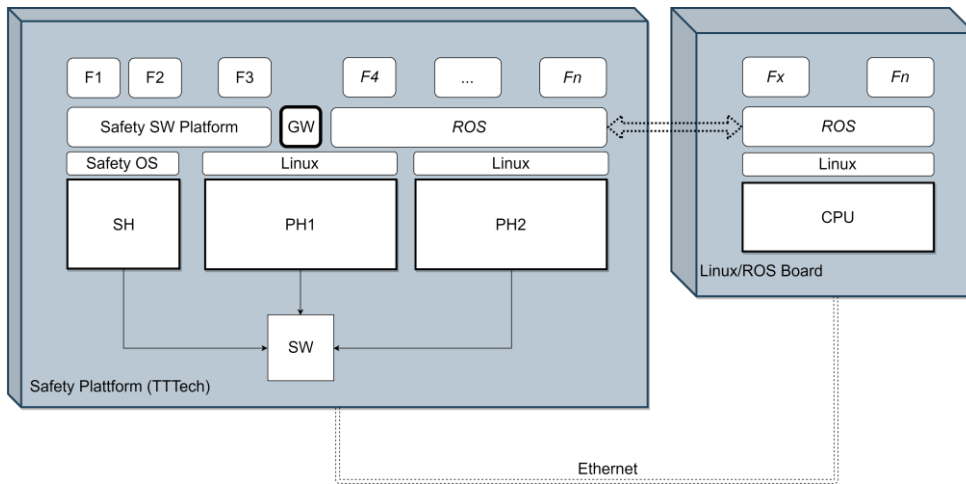 F1
F2
F3
F4
...
Fn
Safety SW Platform
GW
ROS
Safety OS
Linux
Linux
SH
PH1
PH2
SW
Safety Plattform (TTTech)
Fx
Fn
ROS
Linux
CPU
Linux/ROS Board
Ethernet